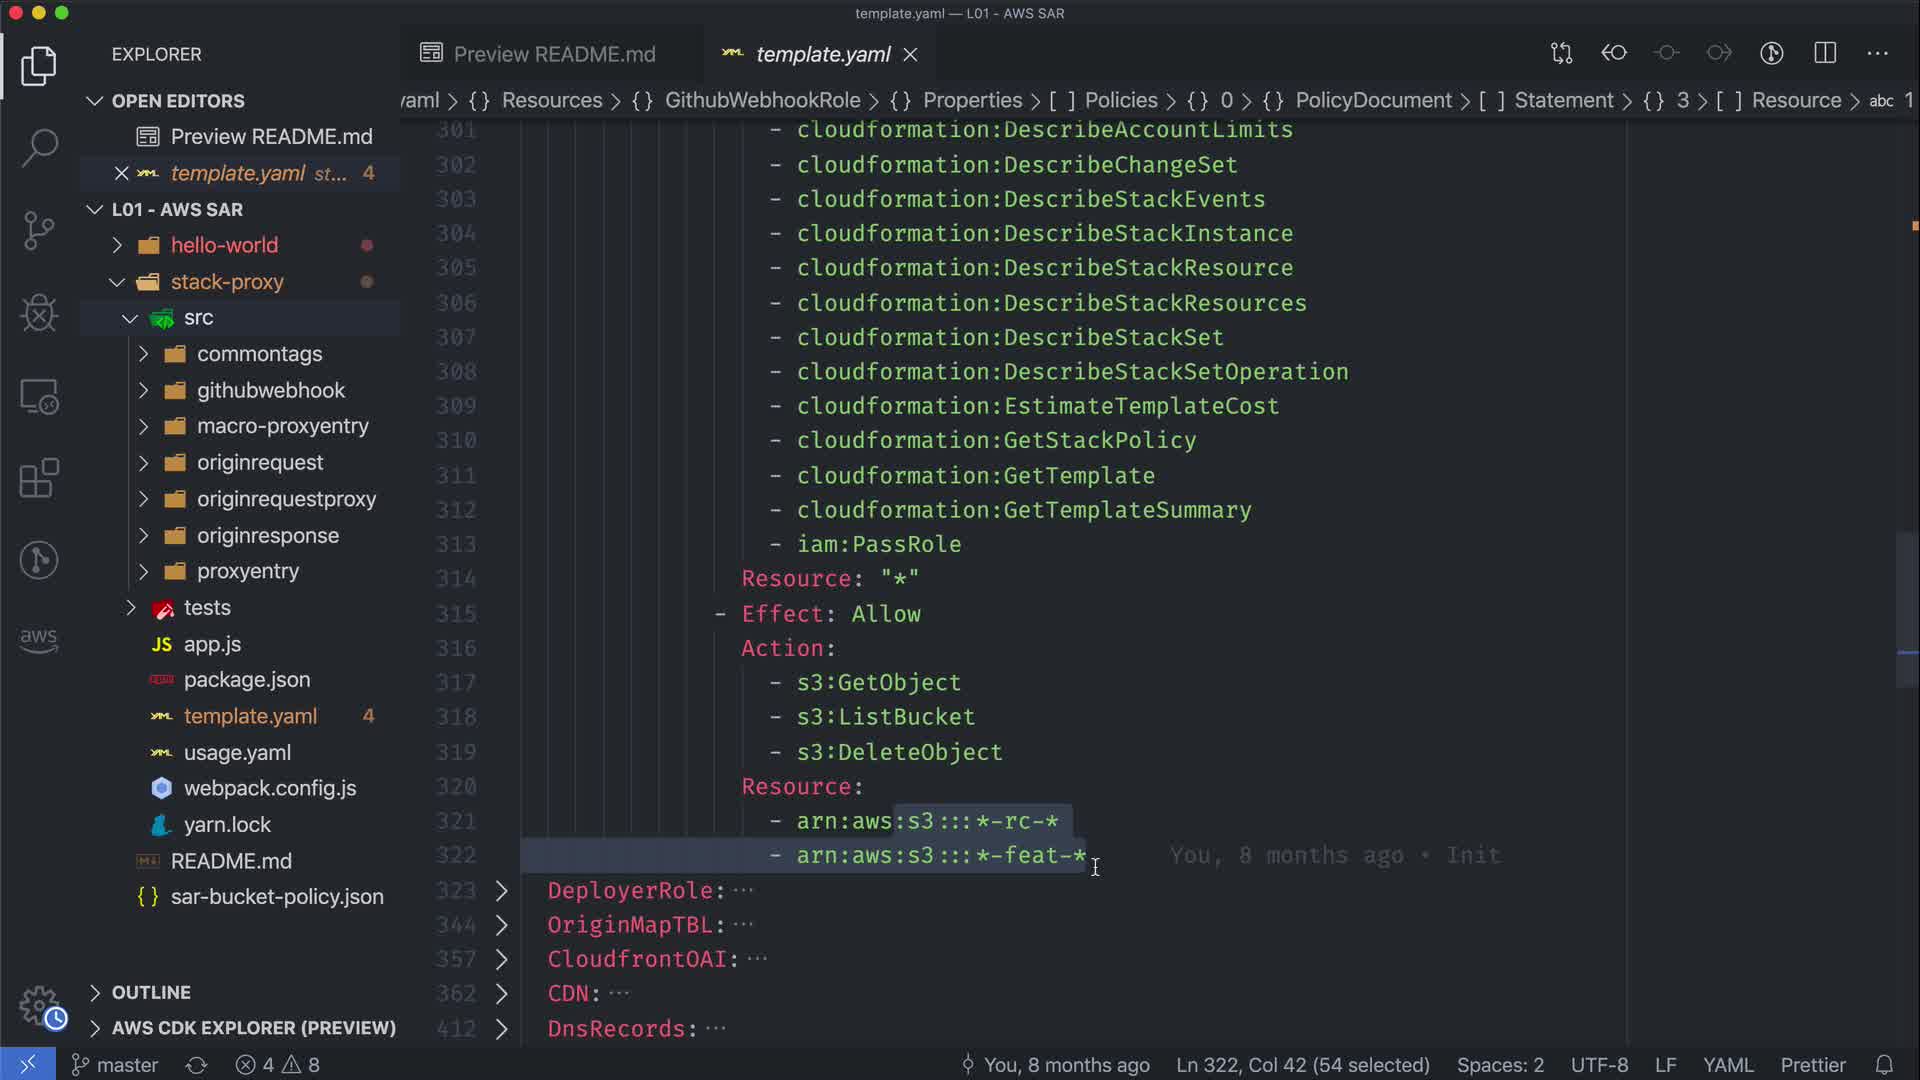 template.yaml — L01 - AWS SAR
EXPLORER
Preview README.md
template.yaml
OPEN EDITORS
yaml > {} Resources > {} GithubWebhookRole > {} Properties > [ ] Policies > {} 0 > {} PolicyDocument > [ ] Statement > {} 3 > [ ] Resource > abc 1
Preview README.md
template.yaml st... 4
L01 - AWS SAR
hello-world
stack-proxy
src
commontags
githubwebhook
macro-proxyentry
originrequest
originrequestproxy
originresponse
proxyentry
tests
JS app.js
package.json
template.yaml 4
usage.yaml
webpack.config.js
yarn.lock
README.md
{ } sar-bucket-policy.json
OUTLINE
AWS CDK EXPLORER (PREVIEW)
aws
301 - cloudformation:DescribeAccountLimits
302 - cloudformation:DescribeChangeSet
303 - cloudformation:DescribeStackEvents
304 - cloudformation:DescribeStackInstance
305 - cloudformation:DescribeStackResource
306 - cloudformation:DescribeStackResources
307 - cloudformation:DescribeStackSet
308 - cloudformation:DescribeStackSetOperation
309 - cloudformation:EstimateTemplateCost
310 - cloudformation:GetStackPolicy
311 - cloudformation:GetTemplate
312 - cloudformation:GetTemplateSummary
313 - iam:PassRole
314 Resource: "*"
315 - Effect: Allow
316 Action:
317 - s3:GetObject
318 - s3:ListBucket
319 - s3:DeleteObject
320 Resource:
321 - arn:aws:s3:::*-rc-*
322 - arn:aws:s3:::*-feat-* You, 8 months ago • Init
323 DeployerRole: ...
344 OriginMapTBL: ...
357 CloudfrontOAI: ...
362 CDN: ...
412 DnsRecords: ...
master 4 8 You, 8 months ago Ln 322, Col 42 (54 selected) Spaces: 2 UTF-8 LF YAML Prettier